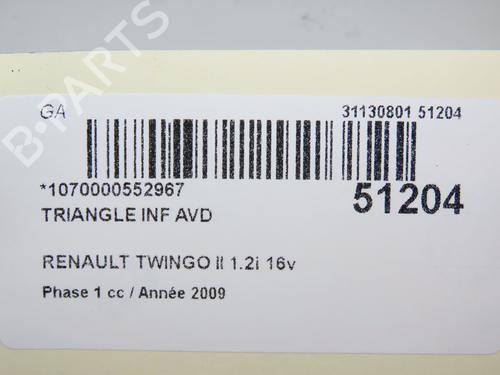 GA
31130801 51204
*1070000552967
51204
TRIANGLE INF AVD
RENAULT TWINGO II 1.2i 16v
Phase 1 cc / Année 2009
B-PARTS